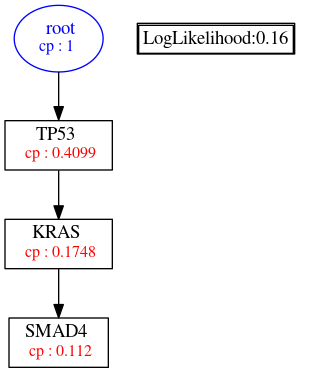 root
cp : 1
LogLikelihood:0.16
TP53
cp : 0.4099
KRAS
cp : 0.1748
SMAD4
cp : 0.112